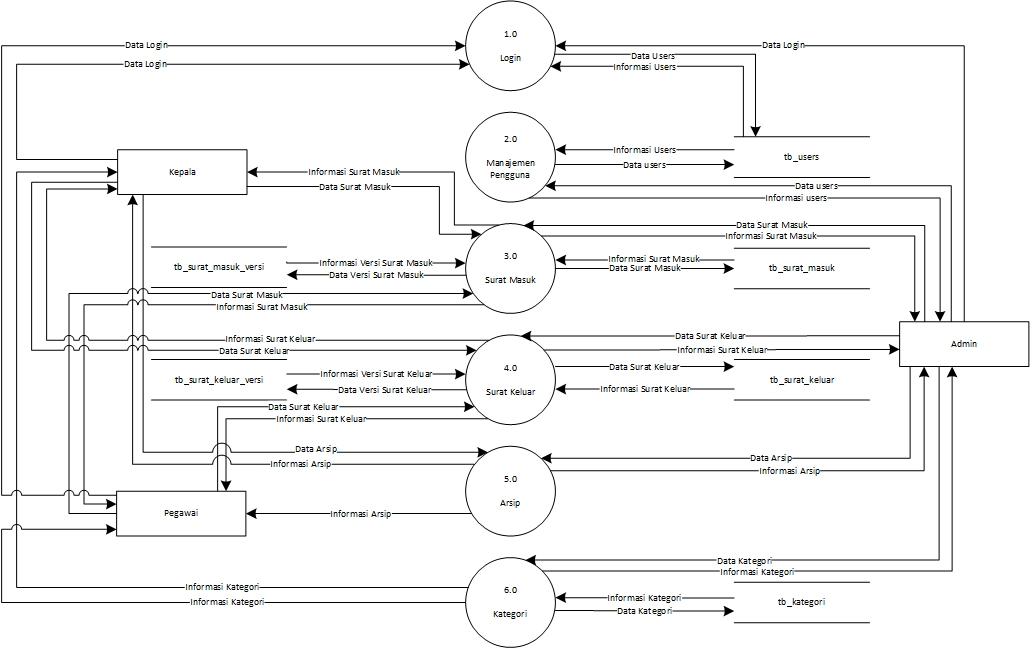 1.0
Login
Data Login
Data Login
Data Login
Data Users
Informasi Users
2.0
Manajemen
Pengguna
Informasi Users
Data users
tb_users
Kepala
Informasi Surat Masuk
Data Surat Masuk
Data users
Informasi users
Data Surat Masuk
Informasi Surat Masuk
3.0
Surat Masuk
tb_surat_masuk_versi
Informasi Versi Surat Masuk
Data Versi Surat Masuk
Informasi Surat Masuk
Data Surat Masuk
tb_surat_masuk
Data Surat Masuk
Informasi Surat Masuk
Informasi Surat Keluar
Data Surat Keluar
Data Surat Keluar
Informasi Surat Keluar
Admin
4.0
Surat Keluar
tb_surat_keluar_versi
Informasi Versi Surat Keluar
Data Versi Surat Keluar
Data Surat Keluar
Informasi Surat Keluar
tb_surat_keluar
Data Surat Keluar
Informasi Surat Keluar
Data Arsip
Informasi Arsip
Data Arsip
Informasi Arsip
5.0
Arsip
Pegawai
Informasi Arsip
Data Kategori
Informasi Kategori
6.0
Kategori
Informasi Kategori
Informasi Kategori
Informasi Kategori
Data Kategori
tb_kategori